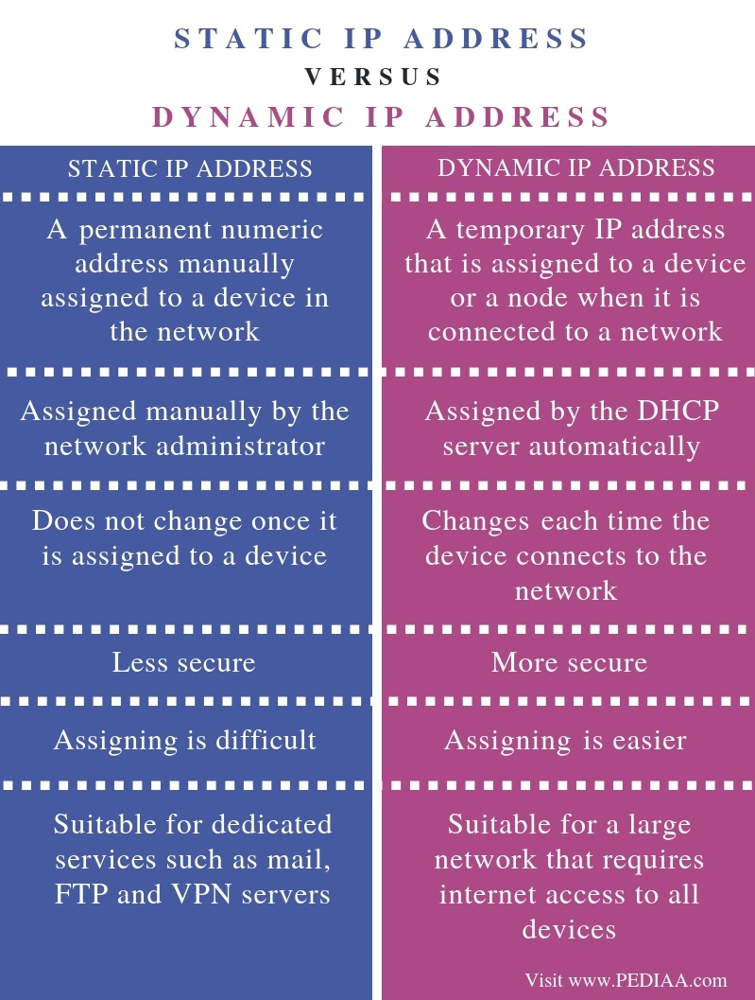 STATIC IP ADDRESS
VERSUS
DYNAMIC IP ADDRESS
STATIC IP ADDRESS
A permanent numeric
address manually
assigned to a device in
the network
Assigned manually by the
network administrator
Does not change once it
is assigned to a device
Less secure
Assigning is difficult
Suitable for dedicated
services such as mail,
FTP and VPN servers
DYNAMIC IP ADDRESS
A temporary IP address
that is assigned to a device
or a node when it is
connected to a network
Assigned by the DHCP
server automatically
Changes each time the
device connects to the
network
More secure
Assigning is easier
Suitable for a large
network that requires
internet access to all
devices
Visit www.PEDIAA.com